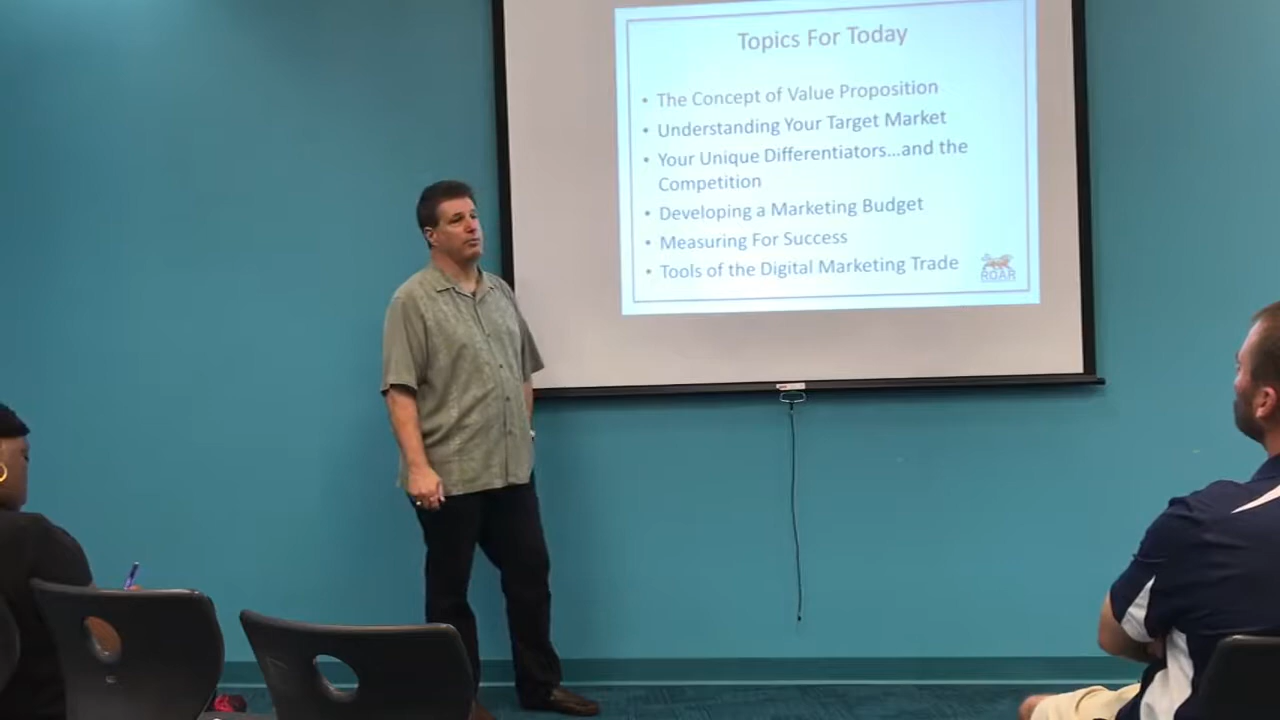 Topics For Today
• The Concept of Value Proposition
• Understanding Your Target Market
• Your Unique Differentiators...and the
Competition
• Developing a Marketing Budget
• Measuring For Success
• Tools of the Digital Marketing Trade
ROAR